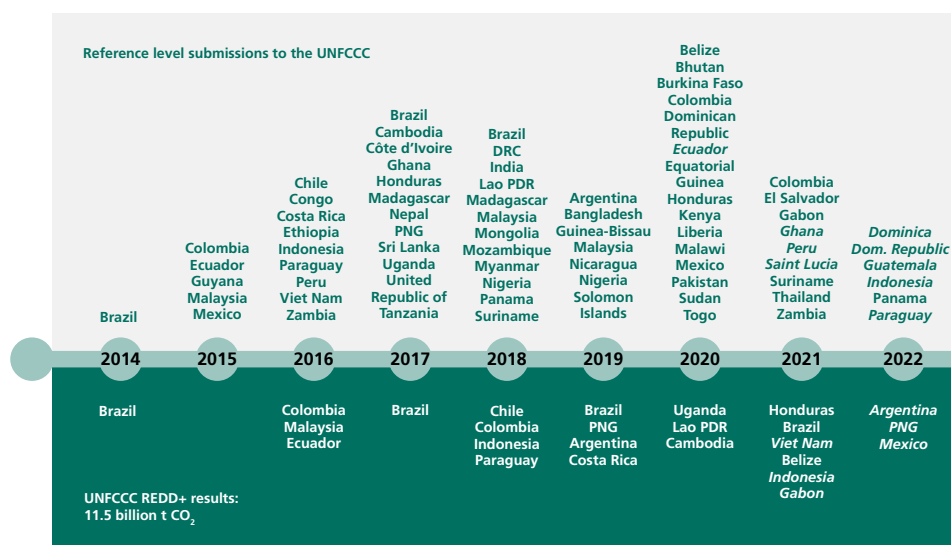 Reference level submissions to the UNFCCC
Brazil
Colombia
Ecuador
Guyana
Malaysia
Mexico
Chile
Congo
Costa Rica
Ethiopia
Indonesia
Paraguay
Peru
Viet Nam
Zambia
Brazil
Cambodia
Côte d’Ivoire
Ghana
Honduras
Madagascar
Nepal
PNG
Sri Lanka
Uganda
United
Republic of
Tanzania
Brazil
DRC
India
Lao PDR
Madagascar
Malaysia
Mongolia
Mozambique
Myanmar
Nigeria
Panama
Suriname
Argentina
Bangladesh
Guinea-Bissau
Malaysia
Nicaragua
Nigeria
Solomon
Islands
Belize
Bhutan
Burkina Faso
Colombia
Dominican
Republic
Ecuador
Equatorial
Guinea
Honduras
Kenya
Liberia
Malawi
Mexico
Pakistan
Sudan
Togo
Colombia
El Salvador
Gabon
Ghana
Peru
Saint Lucia
Suriname
Thailand
Zambia
Dominica
Dom. Republic
Guatemala
Indonesia
Panama
Paraguay
2014 2015 2016 2017 2018 2019 2020 2021 2022
Brazil
Colombia
Malaysia
Ecuador
Brazil
Chile
Colombia
Indonesia
Paraguay
Brazil
PNG
Argentina
Costa Rica
Uganda
Lao PDR
Cambodia
Honduras
Brazil
Viet Nam
Belize
Indonesia
Gabon
Argentina
PNG
Mexico
UNFCCC REDD+ results:
11.5 billion t CO₂